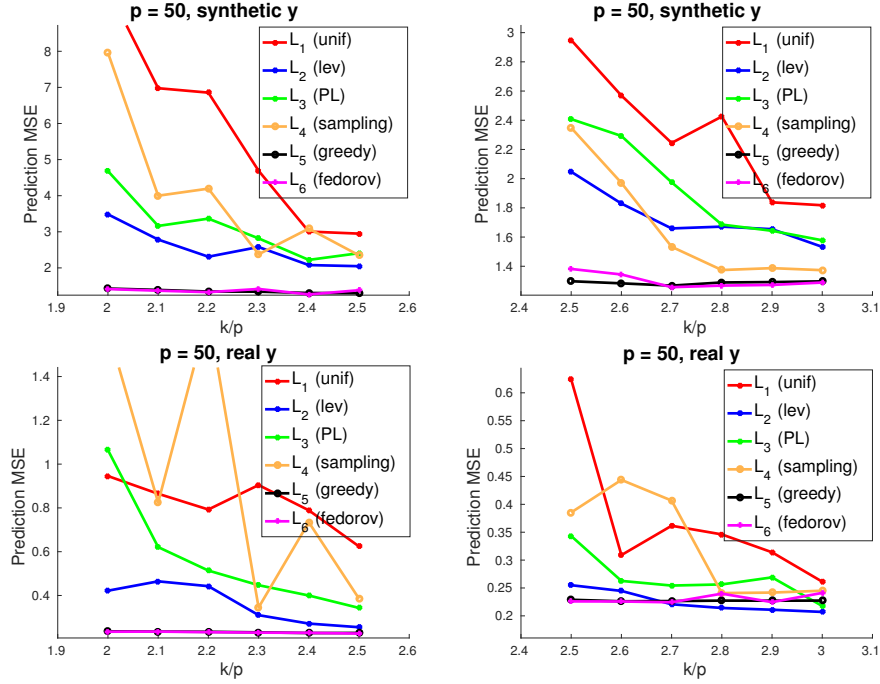 p = 50, synthetic y
8
7
6
5
4
3
2
Prediction MSE
1.9
2
2.1
2.2
2.3
2.4
2.5
2.6
k/p
L1 (unif)
L2 (lev)
L3 (PL)
L4 (sampling)
L5 (greedy)
L6 (fedorov)
p = 50, synthetic y
3
2.8
2.6
2.4
2.2
2
1.8
1.6
1.4
Prediction MSE
2.4
2.5
2.6
2.7
2.8
2.9
3
3.1
k/p
L1 (unif)
L2 (lev)
L3 (PL)
L4 (sampling)
L5 (greedy)
L6 (fedorov)
p = 50, real y
1.4
1.2
1
0.8
0.6
0.4
Prediction MSE
1.9
2
2.1
2.2
2.3
2.4
2.5
2.6
k/p
L1 (unif)
L2 (lev)
L3 (PL)
L4 (sampling)
L5 (greedy)
L6 (fedorov)
p = 50, real y
0.6
0.55
0.5
0.45
0.4
0.35
0.3
0.25
0.2
Prediction MSE
2.4
2.5
2.6
2.7
2.8
2.9
3
3.1
k/p
L1 (unif)
L2 (lev)
L3 (PL)
L4 (sampling)
L5 (greedy)
L6 (fedorov)